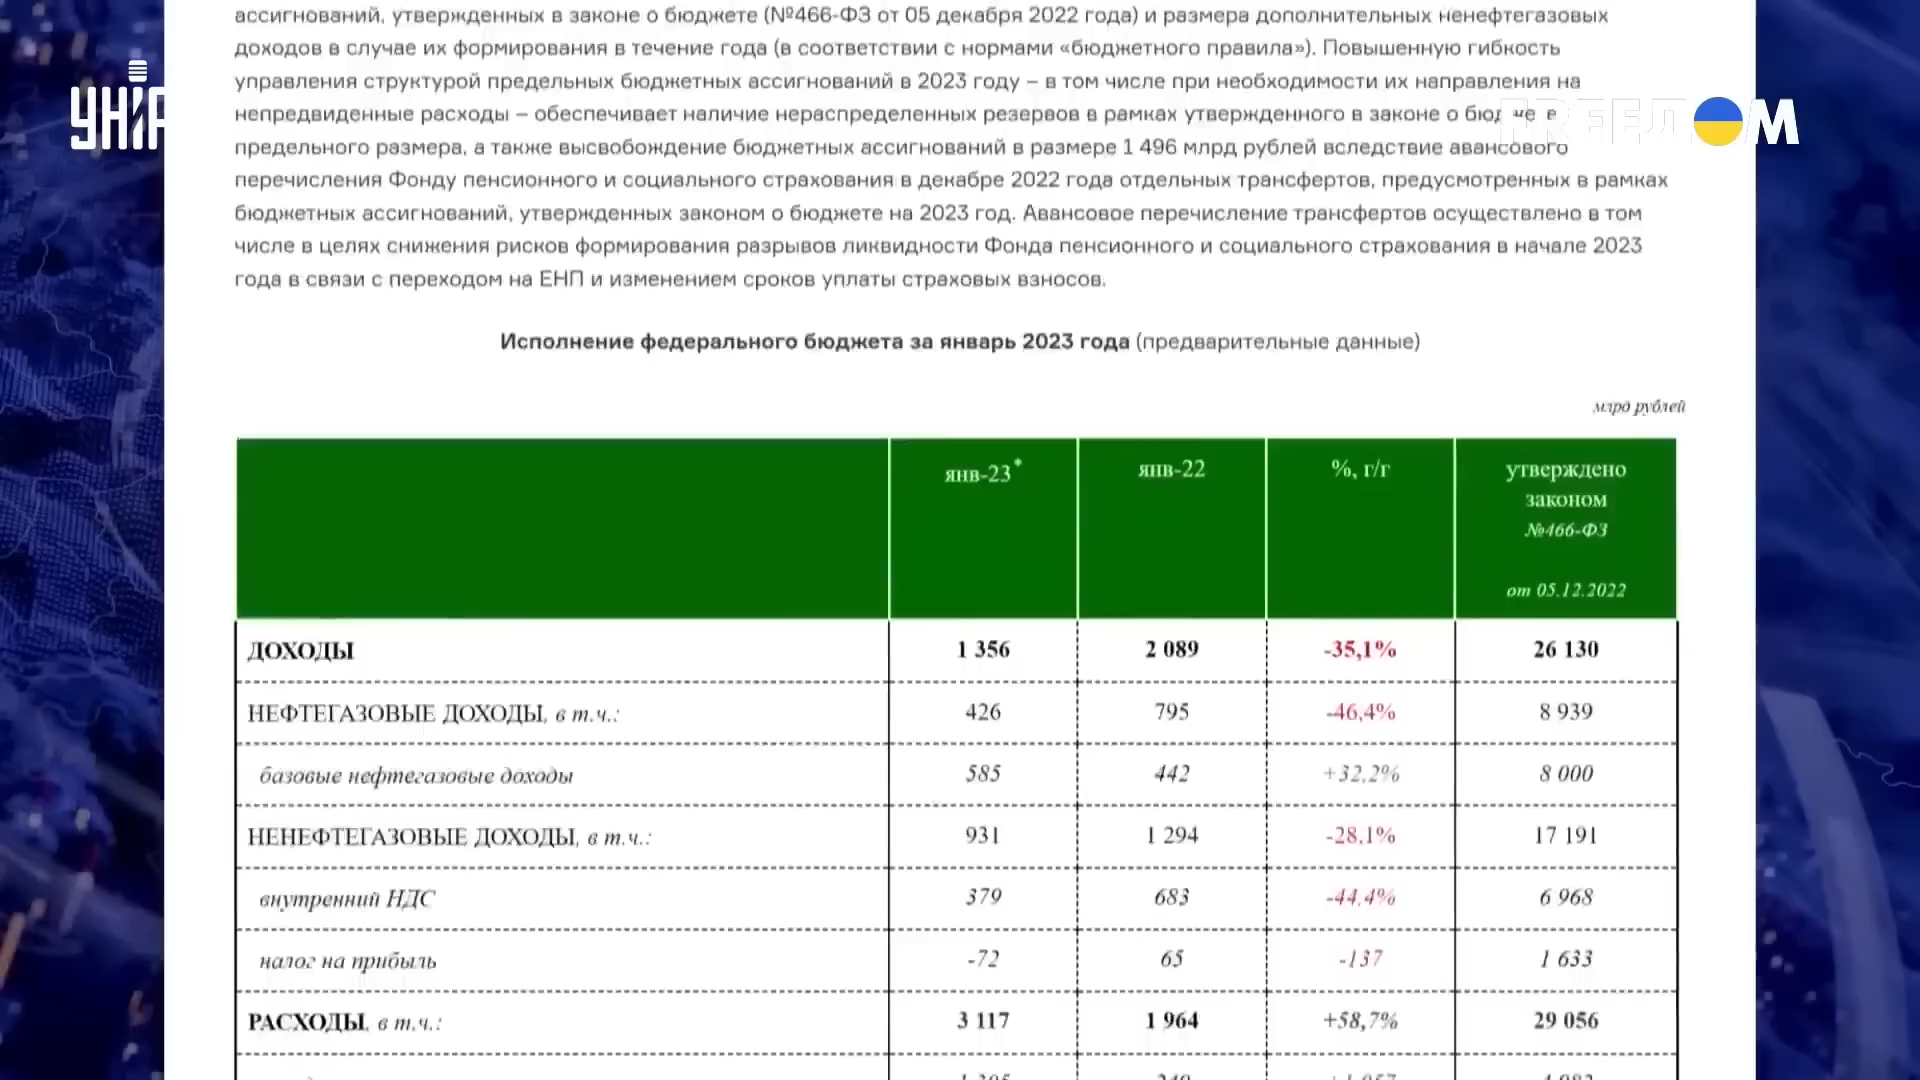 ассигнований, утвержденных в законе о бюджете (№466-ФЗ от 05 декабря 2022 года) и размера дополнительных ненефтегазовых
доходов в случае их формирования в течение года (в соответствии с нормами «бюджетного правила»). Повышенную гибкость
управления структурой предельных бюджетных ассигнований в 2023 году – в том числе при необходимости их направления на
непредвиденные расходы – обеспечивает наличие нераспределенных резервов в рамках утвержденного в законе о
предельного размера, а также высвобождение бюджетных ассигнований в размере 1 496 млрд рублей вследствие авансового
перечисления Фонду пенсионного и социального страхования в декабре 2022 года отдельных трансфертов, предусмотренных в рамках
бюджетных ассигнований, утвержденных законом о бюджете на 2023 год. Авансовое перечисление трансфертов осуществлено в том
числе в целях снижения рисков формирования разрывов ликвидности Фонда пенсионного и социального страхования в начале 2023
года в связи с переходом на ЕНП и изменением сроков уплаты страховых взносов.
УНІА
FREEДOM
Исполнение федерального бюджета за январь 2023 года (предварительные данные)
млрд рублей
янв-23* янв-22 %, г/г утверждено
законом
№466-ФЗ
от 05.12.2022
ДОХОДЫ 1 356 2 089 -35,1% 26 130
НЕФТЕГАЗОВЫЕ ДОХОДЫ, в т.ч.: 426 795 -46,4% 8 939
базовые нефтегазовые доходы 585 442 +32,2% 8 000
НЕНЕФТЕГАЗОВЫЕ ДОХОДЫ, в т.ч.: 931 1 294 -28,1% 17 191
внутренний НДС 379 683 -44,4% 6 968
налог на прибыль -72 65 -137 1 633
РАСХОДЫ, в т.ч.: 3 117 1 964 +58,7% 29 056